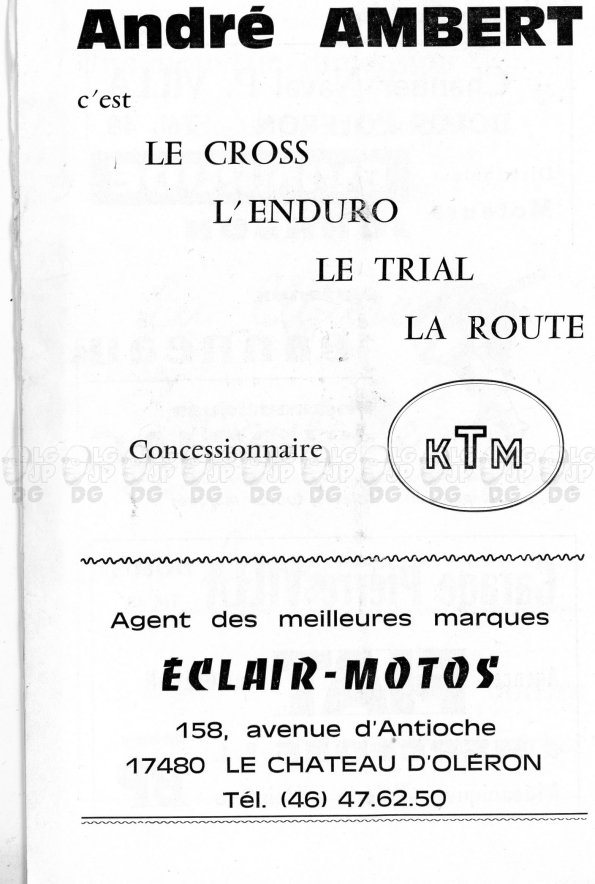 André AMBERT
c'est
LE CROSS
L'ENDURO
LE TRIAL
LA ROUTE
Concessionnaire
KTM
Agent des meilleures marques
ÉCLAIR-MOTOS
158, avenue d'Antioche
17480 LE CHATEAU D'OLÉRON
Tél. (46) 47.62.50